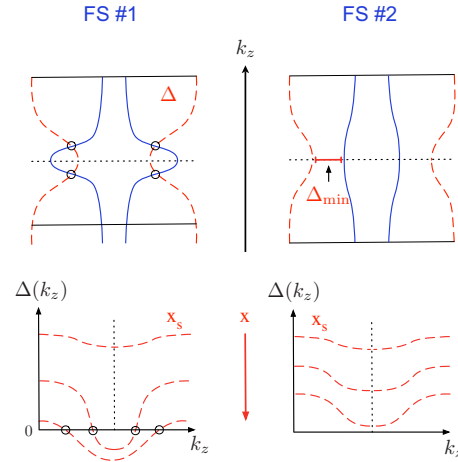 FS #1
FS #2
k_z
Δ
Δ_min
Δ(k_z)
x_s
x
Δ(k_z)
x_s
0
k_z
k_z